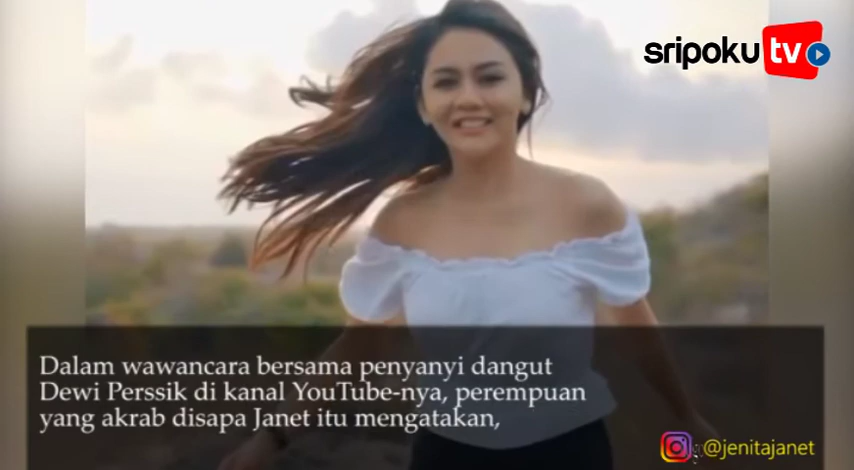 sripoku tv
Dalam wawancara bersama penyanyi dangut
Dewi Perssik di kanal YouTube-nya, perempuan
yang akrab disapa Janet itu mengatakan,
@jenitajanet